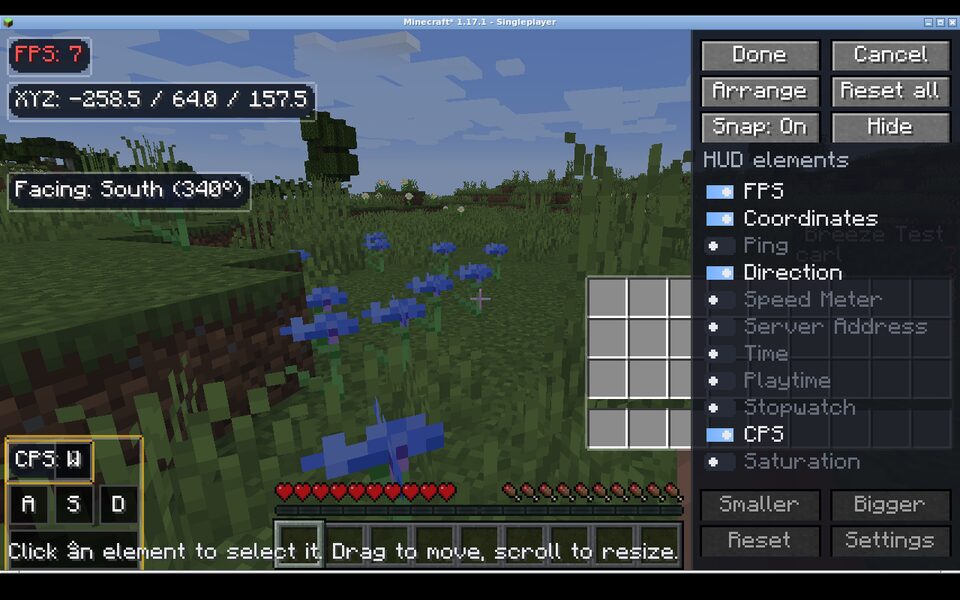 Minecraft* 1.17.1 - Singleplayer
FPS: 7
XYZ: -258.5 / 64.0 / 157.5
Facing: South (340°)
Done
Cancel
Arrange
Reset all
Snap: On
Hide
HUD elements
FPS
Coordinates
Ping
Direction
Speed Meter
Server Address
Time
Playtime
Stopwatch
CPS
Saturation
Smaller
Bigger
Reset
Settings
CPS: W
A
S
D
Click an element to select it. Drag to move, scroll to resize.